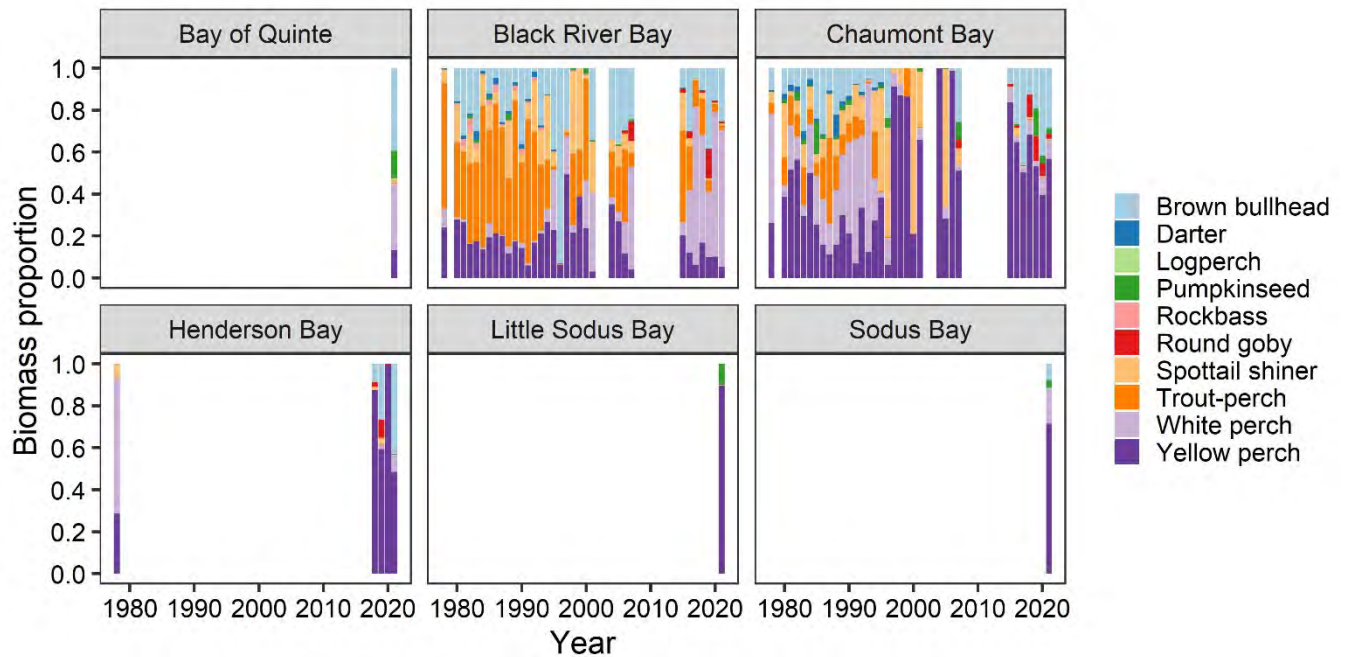 Bay of Quinte
Black River Bay
Chaumont Bay
1.0
0.8
0.6
0.4
0.2
0.0
Henderson Bay
Little Sodus Bay
Sodus Bay
1.0
0.8
0.6
0.4
0.2
0.0
Biomass proportion
1980 1990 2000 2010 2020
1980 1990 2000 2010 2020
1980 1990 2000 2010 2020
Year
Brown bullhead
Darter
Logperch
Pumpkinseed
Rockbass
Round goby
Spottail shiner
Trout-perch
White perch
Yellow perch